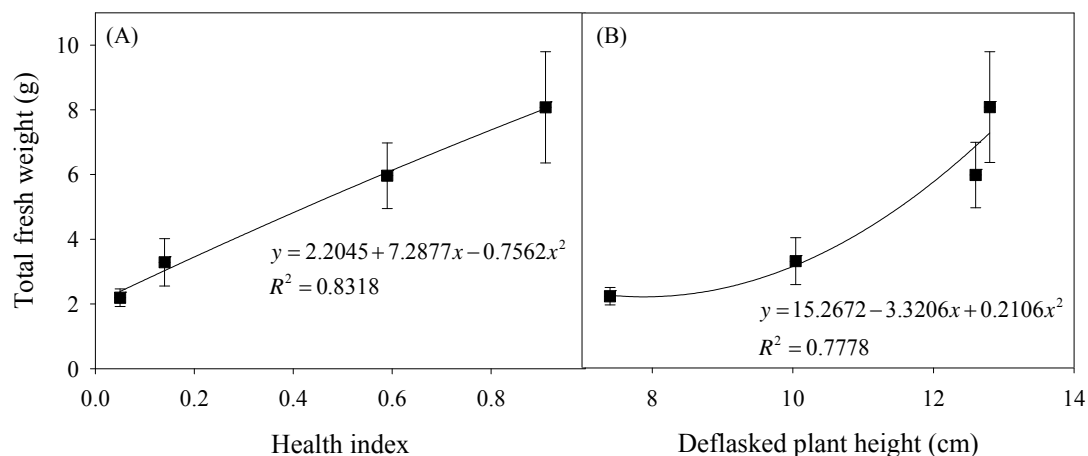 (A)
(B)
Total fresh weight (g)
10
8
6
4
2
0
y = 2.2045 + 7.2877x − 0.7562x²
R² = 0.8318
y = 15.2672 − 3.3206x + 0.2106x²
R² = 0.7778
0.0 0.2 0.4 0.6 0.8
8 10 12 14
Health index
Deflasked plant height (cm)